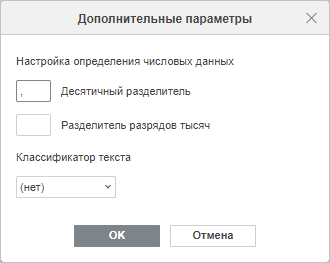 Дополнительные параметры
Настройка определения числовых данных
, Десятичный разделитель
Разделитель разрядов тысяч
Классификатор текста
(нет)
OK Отмена